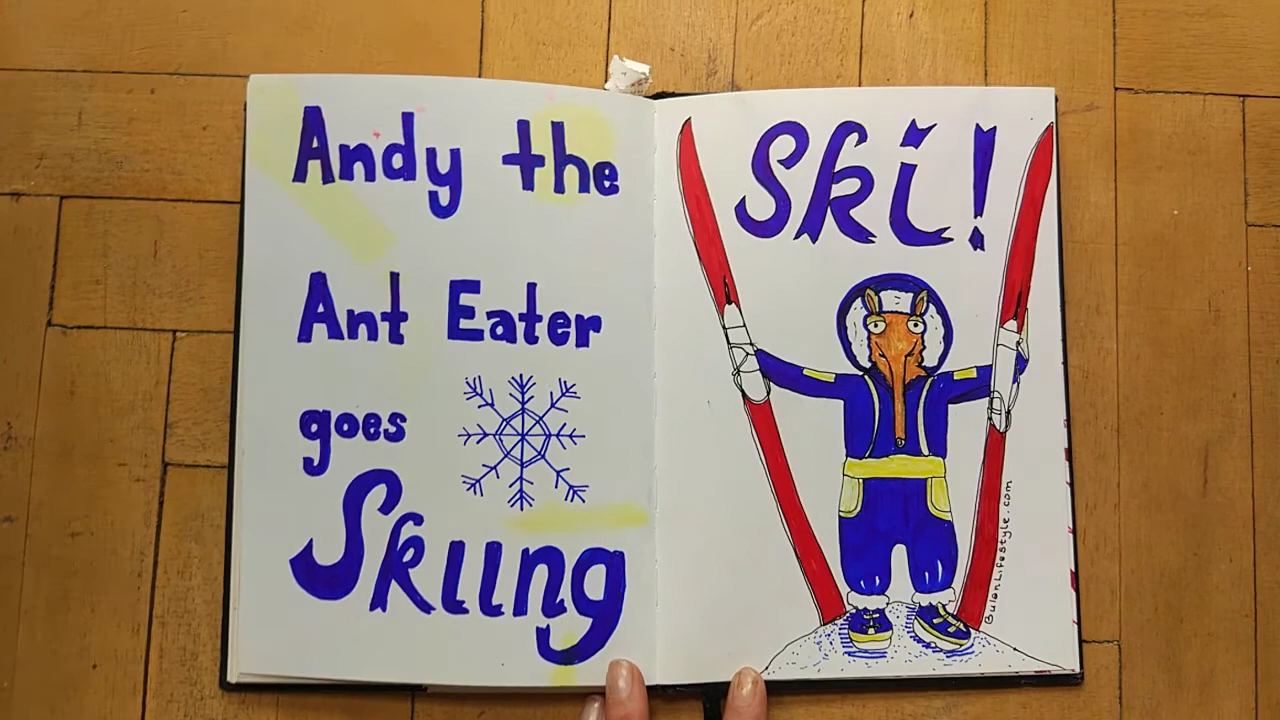 Andy the
Ant Eater
goes
Skiing
Ski!
BulanLifestyle.com